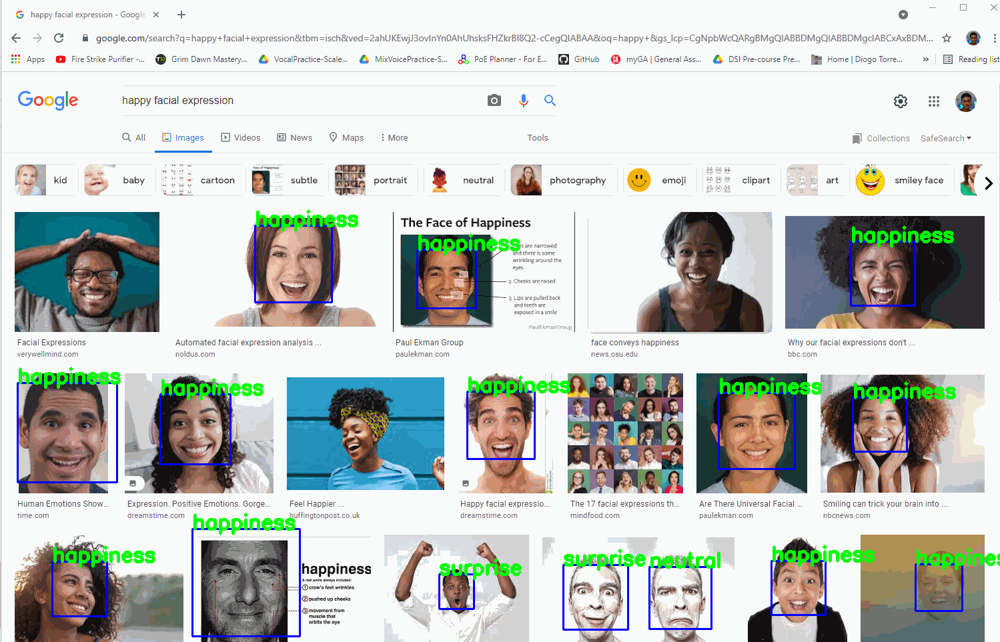 happy facial expression - Google
google.com/search?q=happy+facial+expression&tbm=isch&ved=2ahUKEwjJ3ovInYn0AhUhsksFHZkrBI8Q2-cCegQIABAA&oq=happy+&gs_lcp=CgNpbWcQARgBMgQIABBDMgQIABBDMgcIABCxAxBDM...
Apps Fire Strike Purifier -... Grim Dawn Mastery... VocalPractice-Scale... MixVoicePractice-S... PoE Planner - For E... GitHub myGA | General Ass... DSI Pre-course Pre... Home | Diogo Torre... » Reading list
Google happy facial expression
All Images Videos News Maps More Tools Collections SafeSearch
kid baby cartoon subtle portrait neutral photography emoji clipart art smiley face
happiness
The Face of Happiness
happiness
happiness
are narrowed
and there is some
wrinkling around the
eyes.
2. Cheeks are raised
3. Lips are pulled back
and teeth are
exposed in a smile
PaulEkmanGroup
Facial Expressions
verywellmind.com
Automated facial expression analysis ...
noldus.com
Paul Ekman Group
paulekman.com
face conveys happiness
news.osu.edu
Why our facial expressions don't ...
bbc.com
happiness
happiness
happiness
happiness
happiness
Human Emotions Show...
time.com
Expression. Positive Emotions. Gorge...
dreamstime.com
Feel Happier ...
huffingtonpost.co.uk
Happy facial expressio...
dreamstime.com
The 17 facial expressions th...
mindfood.com
Are There Universal Facial ...
paulekman.com
Smiling can trick your brain into ...
nbcnews.com
happiness
happiness
happiness
A real smile always includes:
1 crow's feet wrinkles
2 pushed up cheeks
3 movement from
muscle that
orbits the eye
surprise
surprise
neutral
happiness
happines